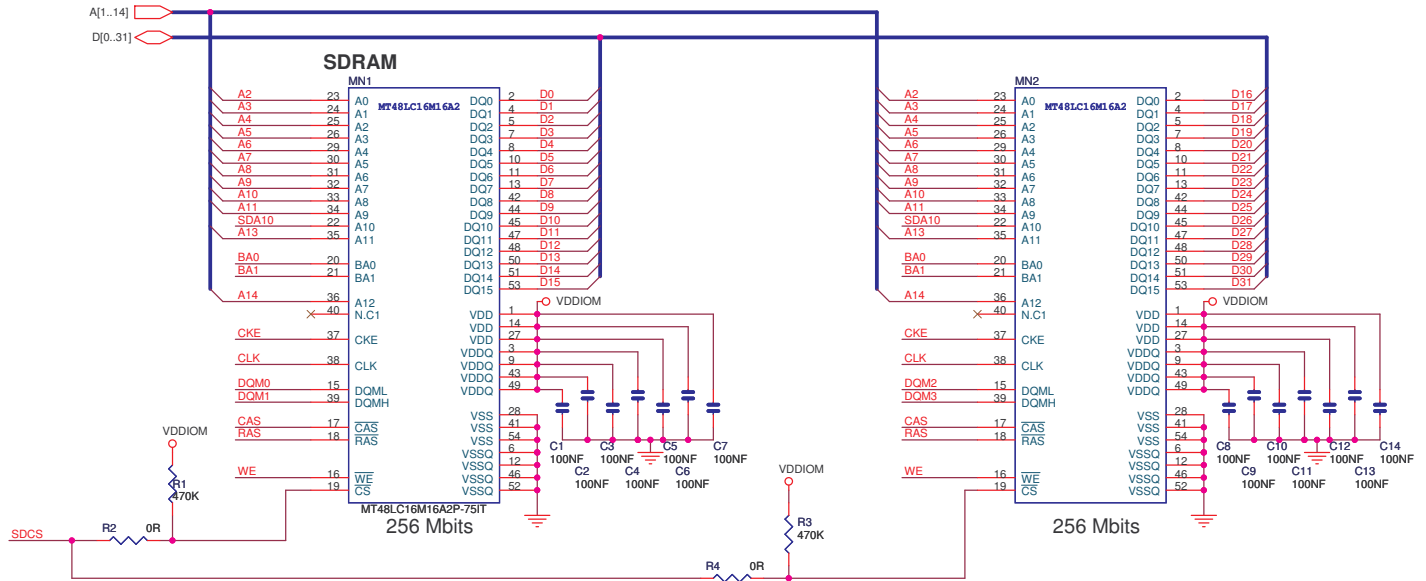 A[1..14]
D[0..31]
SDRAM
MN1
MN2
MT48LC16M16A2
MT48LC16M16A2
A2 23 A0 DQ0 2 D0
A3 24 A1 DQ1 4 D1
A4 25 A2 DQ2 5 D2
A5 26 A3 DQ3 7 D3
A6 29 A4 DQ4 8 D4
A7 30 A5 DQ5 10 D5
A8 31 A6 DQ6 11 D6
A9 32 A7 DQ7 13 D7
A10 33 A8 DQ8 42 D8
A11 34 A9 DQ9 44 D9
SDA10 22 A10 DQ10 45 D10
A13 35 A11 DQ11 47 D11
DQ12 48 D12
BA0 20 BA0 DQ13 50 D13
BA1 21 BA1 DQ14 51 D14
DQ15 53 D15
A14 36 A12 VDDIOM
40 N.C1 VDD 1
VDD 14
CKE 37 CKE VDD 27
VDDQ 3
CLK 38 CLK VDDQ 9
VDDQ 43
DQM0 15 DQML VDDQ 49
DQM1 39 DQMH
VSS 28
CAS 17 CAS VSS 41
RAS 18 RAS VSS 54
VSSQ 6
VSSQ 12
WE 16 WE VSSQ 46
19 CS VSSQ 52
C1 100NF
C2 100NF
C3 100NF
C4 100NF
C5 100NF
C6 100NF
C7 100NF
MT48LC16M16A2P-75IT
256 Mbits
VDDIOM
R1 470K
R2 0R
SDCS
A2 23 A0 DQ0 2 D16
A3 24 A1 DQ1 4 D17
A4 25 A2 DQ2 5 D18
A5 26 A3 DQ3 7 D19
A6 29 A4 DQ4 8 D20
A7 30 A5 DQ5 10 D21
A8 31 A6 DQ6 11 D22
A9 32 A7 DQ7 13 D23
A10 33 A8 DQ8 42 D24
A11 34 A9 DQ9 44 D25
SDA10 22 A10 DQ10 45 D26
A13 35 A11 DQ11 47 D27
DQ12 48 D28
BA0 20 BA0 DQ13 50 D29
BA1 21 BA1 DQ14 51 D30
DQ15 53 D31
A14 36 A12 VDDIOM
40 N.C1 VDD 1
VDD 14
CKE 37 CKE VDD 27
VDDQ 3
CLK 38 CLK VDDQ 9
VDDQ 43
DQM2 15 DQML VDDQ 49
DQM3 39 DQMH
VSS 28
CAS 17 CAS VSS 41
RAS 18 RAS VSS 54
VSSQ 6
VSSQ 12
WE 16 WE VSSQ 46
19 CS VSSQ 52
C8 100NF
C9 100NF
C10 100NF
C11 100NF
C12 100NF
C13 100NF
C14 100NF
256 Mbits
VDDIOM
R3 470K
R4 0R